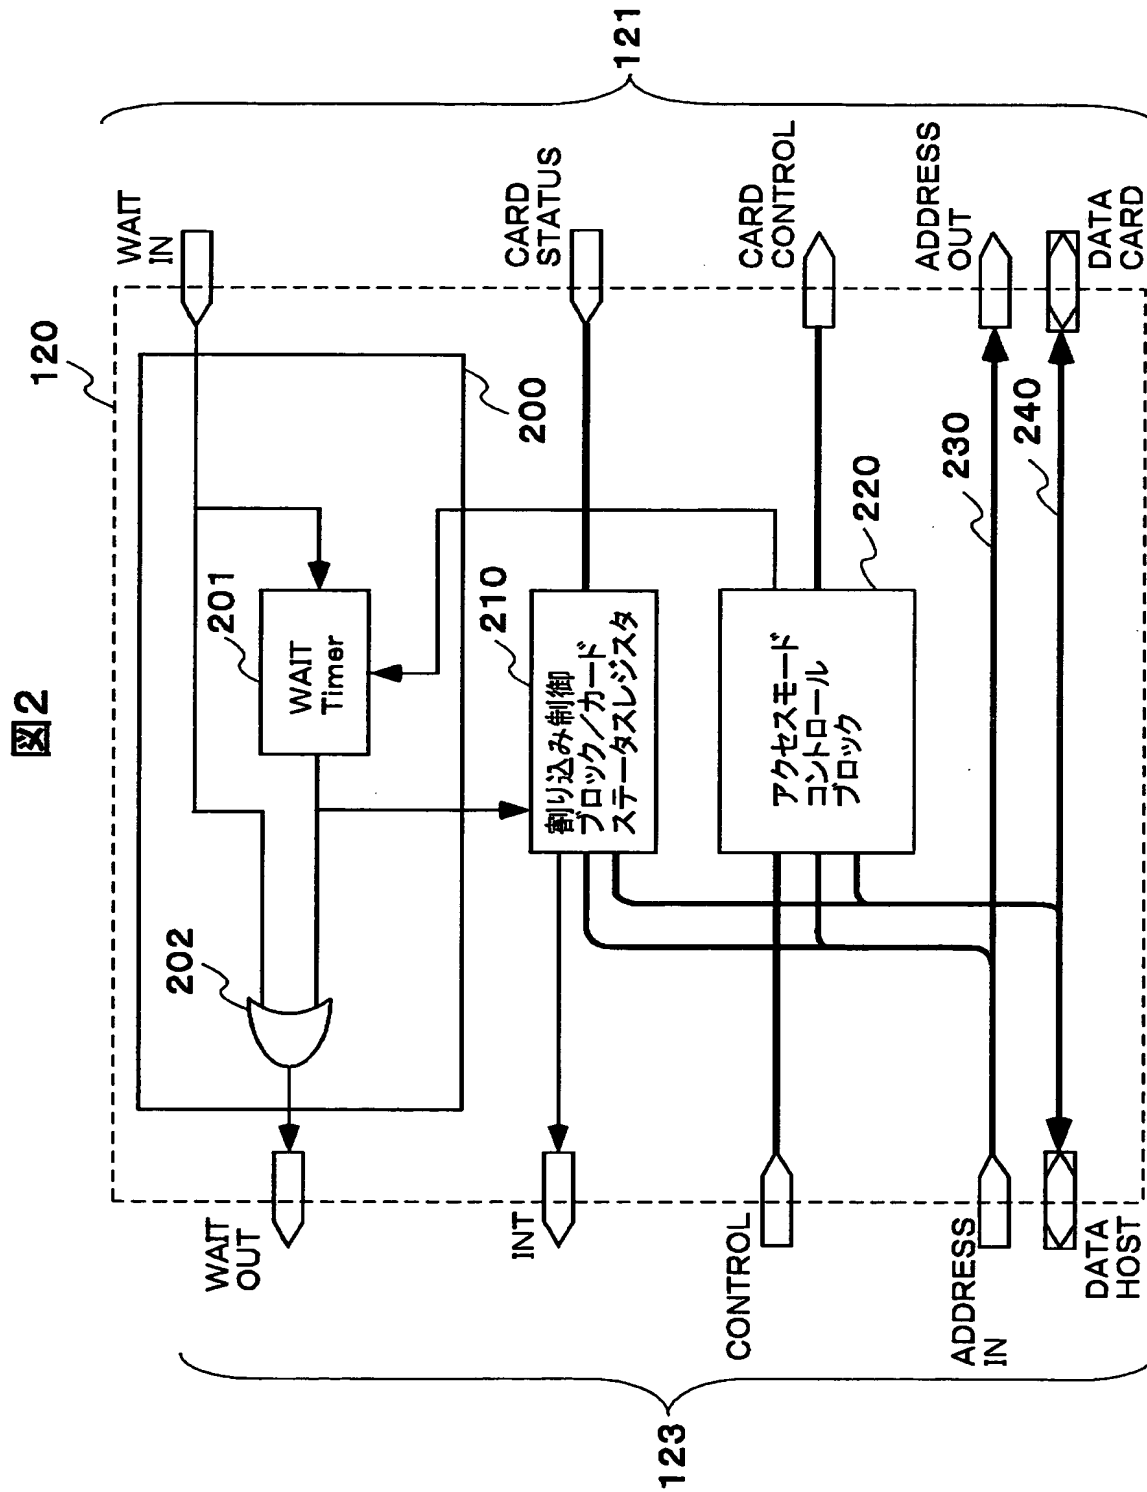 図2
120
WAIT
OUT
INT
CONTROL
ADDRESS
IN
DATA
HOST
123
202
201
WAIT
Timer
200
210
割り込み制御
ブロック/カード
ステータスレジスタ
220
アクセスモード
コントロール
ブロック
230
240
WAIT
IN
CARD
STATUS
CARD
CONTROL
ADDRESS
OUT
DATA
CARD
121